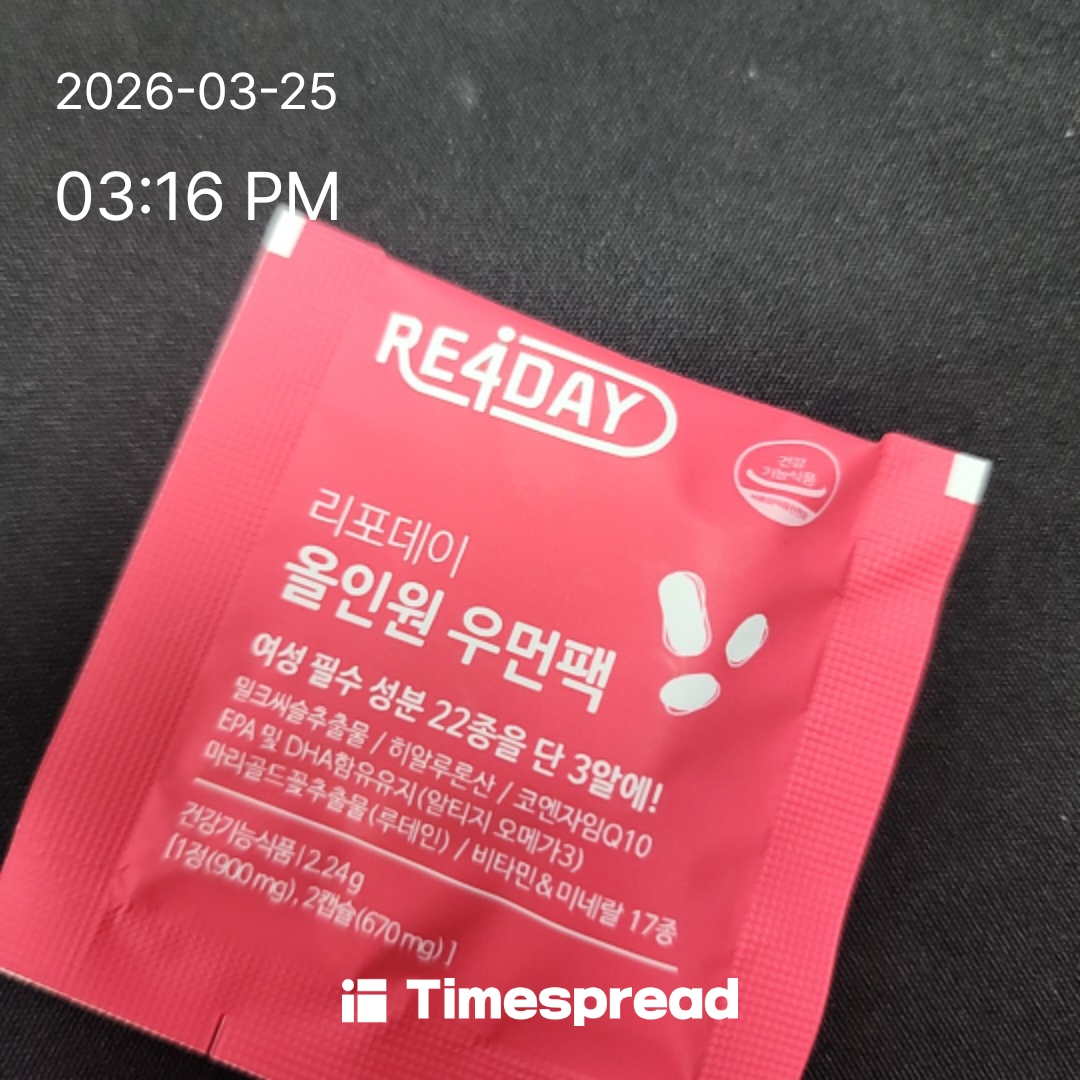 2026-03-25
03:16 PM
RE4DAY
건강
기능식품
리포데이
올인원 우먼팩
여성 필수 성분 22종을 단 3알에!
밀크씨슬추출물 / 히알루론산 / 코엔자임Q10
EPA 및 DHA함유유지(알티지 오메가3)
마리골드꽃추출물(루테인) / 비타민&미네랄 17종
건강기능식품 | 2.24g
[1정(900mg), 2캡슐(670mg)]
Timespread